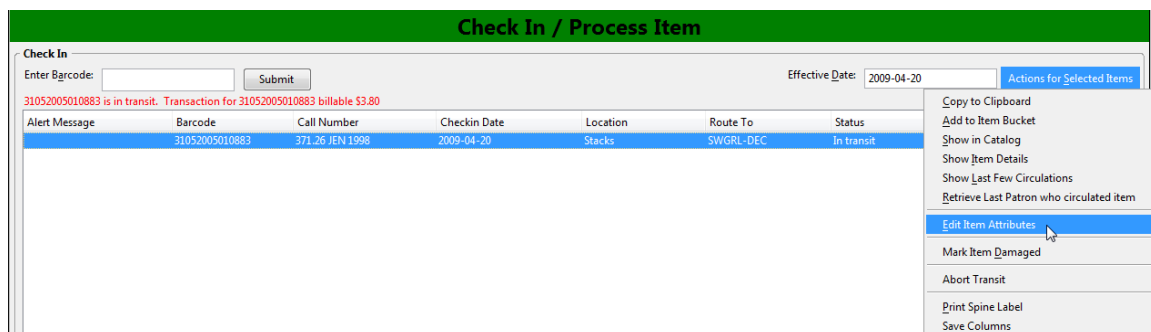 Check In / Process Item
Check In
Enter Barcode:
Submit
Effective Date: 2009-04-20
Actions for Selected Items
31052005010883 is in transit. Transaction for 31052005010883 billable $3.80
Alert Message Barcode Call Number Checkin Date Location Route To Status
31052005010883 371.26 JEN 1998 2009-04-20 Stacks SWGRL-DEC In transit
Copy to Clipboard
Add to Item Bucket
Show in Catalog
Show Item Details
Show Last Few Circulations
Retrieve Last Patron who circulated item
Edit Item Attributes
Mark Item Damaged
Abort Transit
Print Spine Label
Save Columns